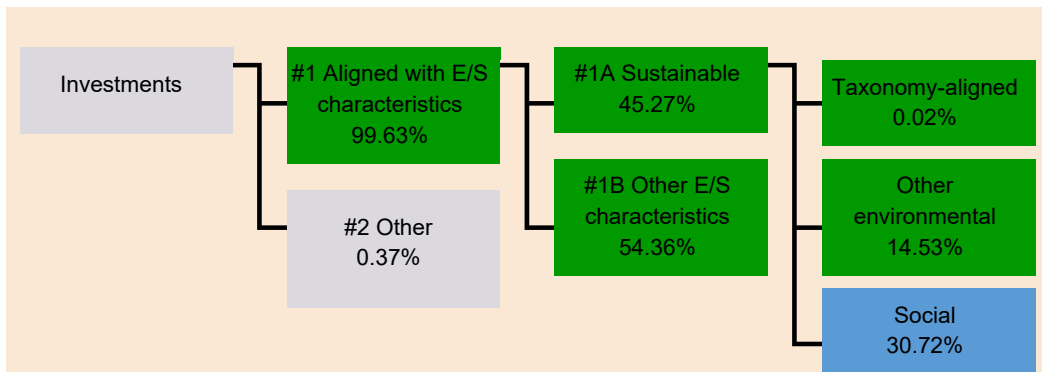 Investments
#1 Aligned with E/S
characteristics
99.63%
#2 Other
0.37%
#1A Sustainable
45.27%
#1B Other E/S
characteristics
54.36%
Taxonomy-aligned
0.02%
Other
environmental
14.53%
Social
30.72%